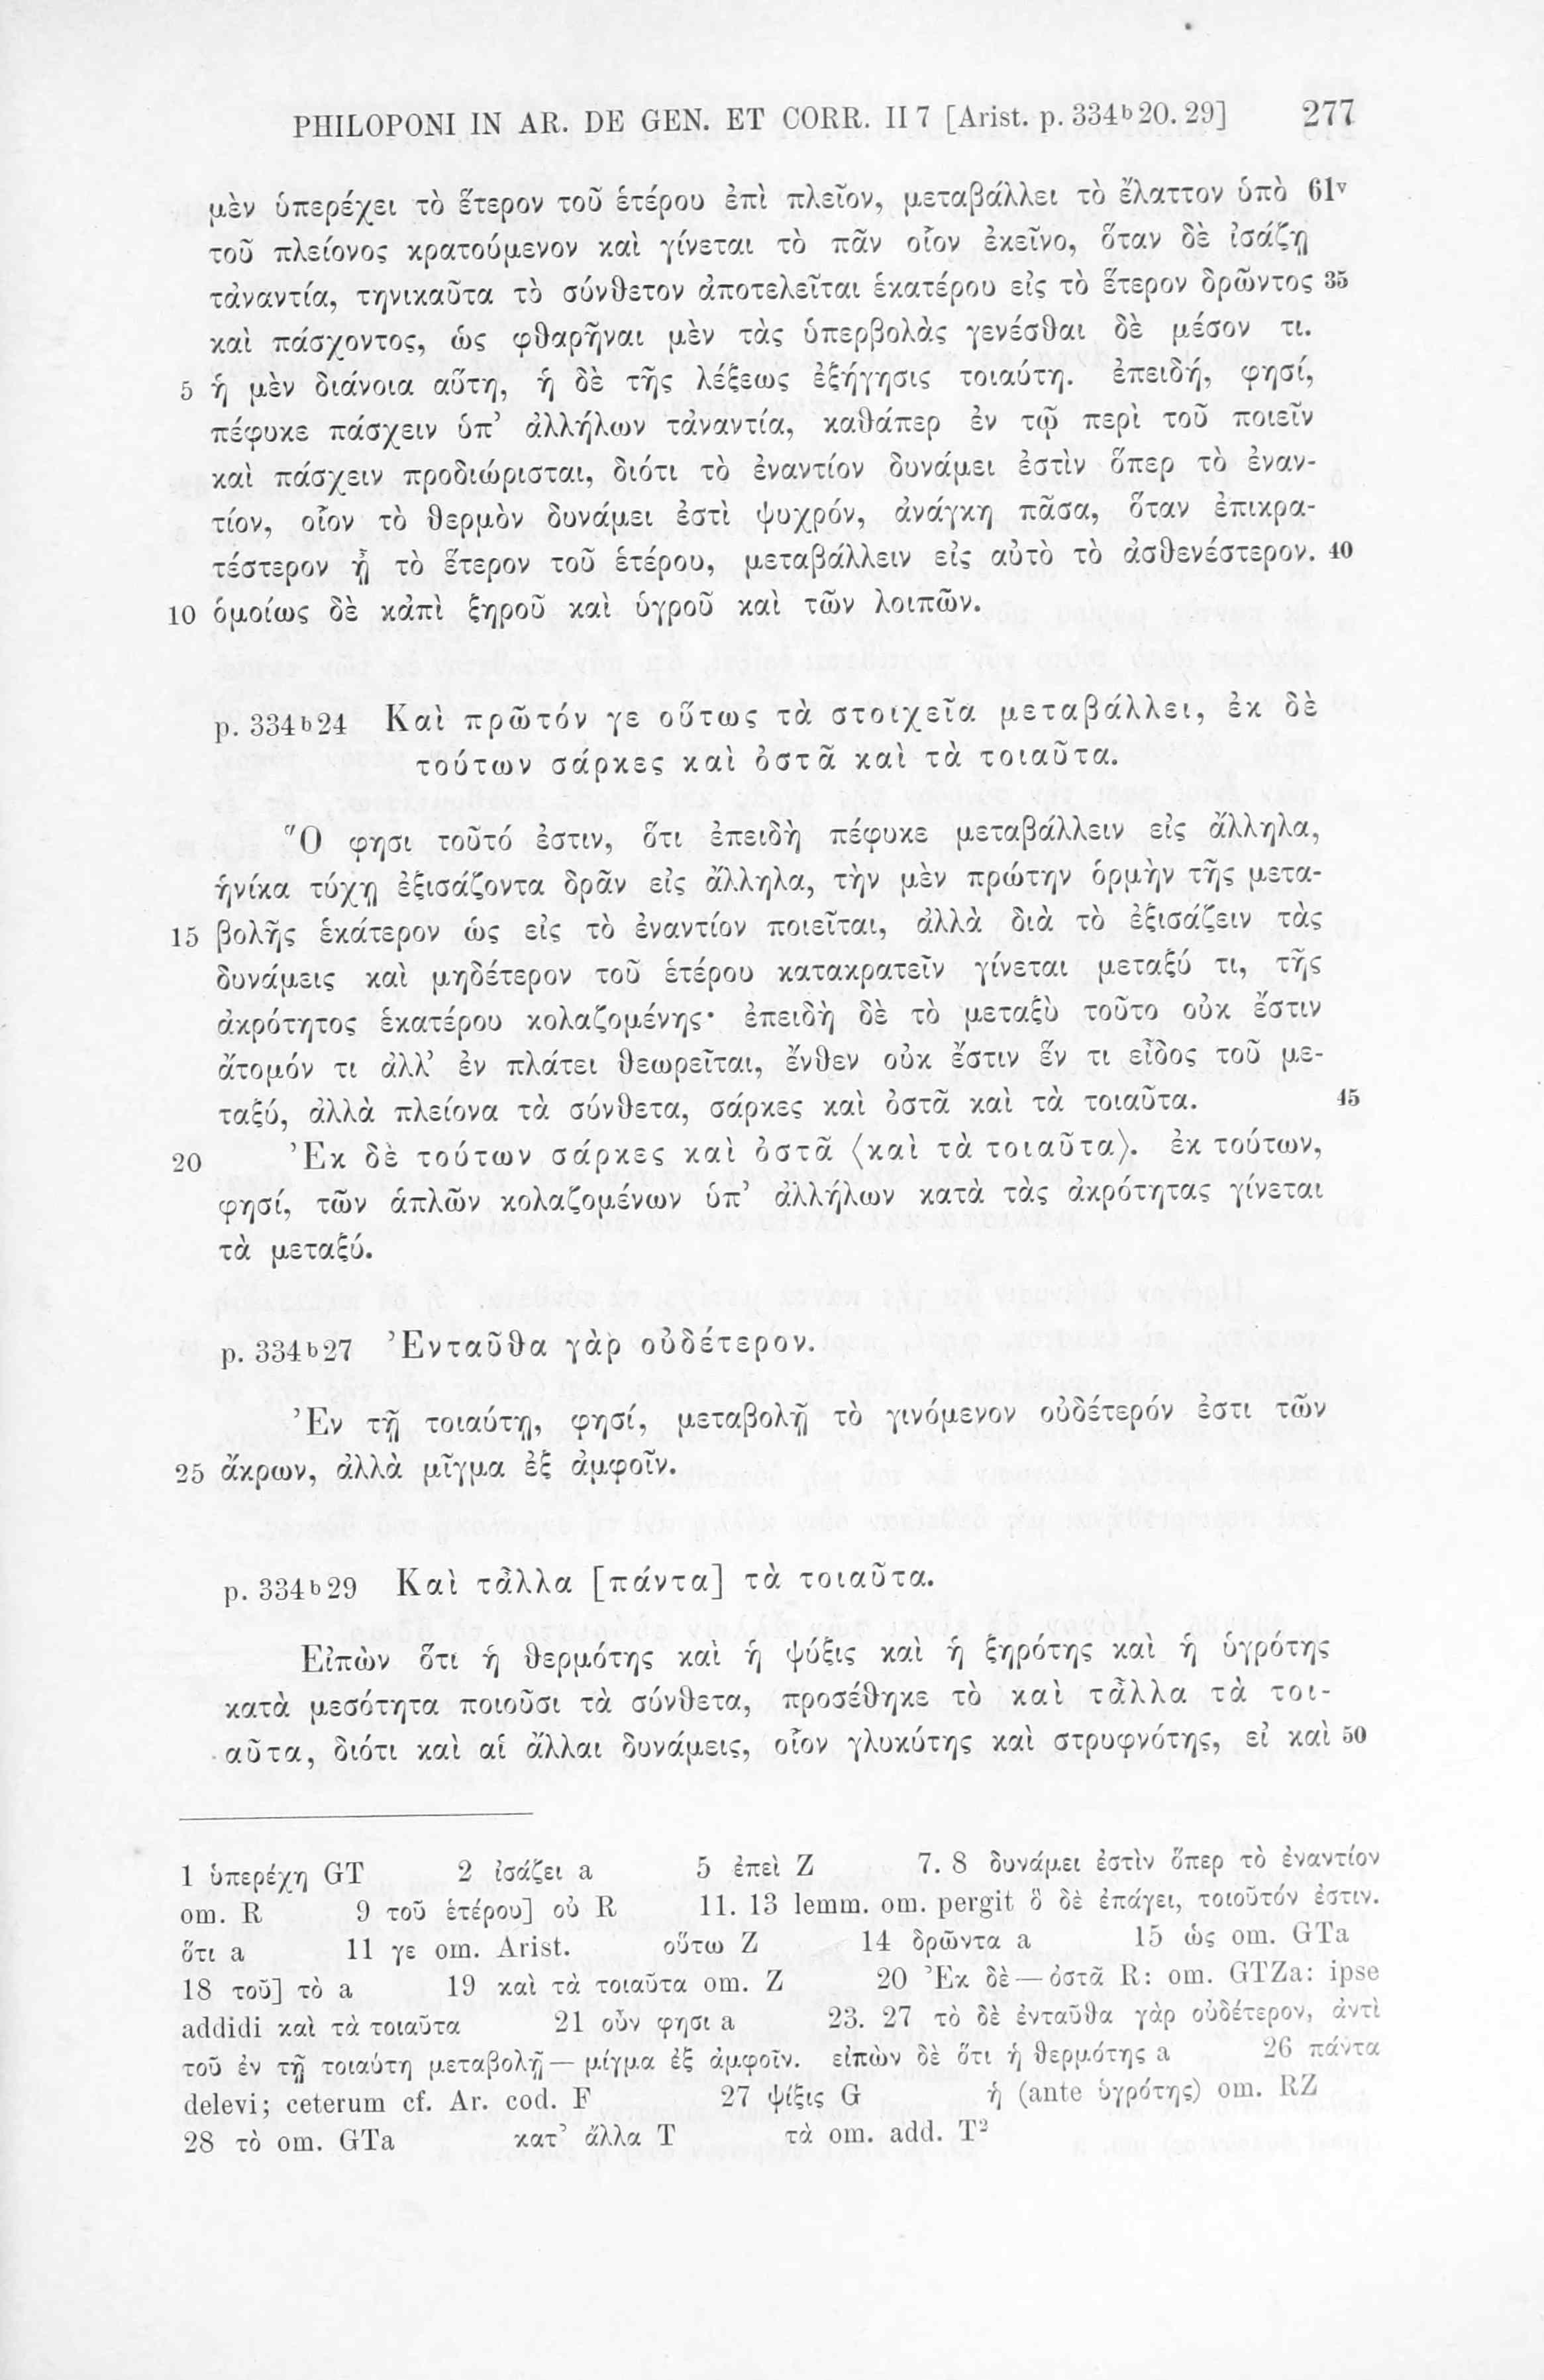 PHILOPONI IN AR. DE GEN. ET CORR. II 7 [Arist. p. 334ᵇ20. 29] 277
μὲν ὑπερέχει τὸ ἕτερον τοῦ ἑτέρου ἐπὶ πλεῖον, μεταβάλλει τὸ ἔλαττον ὑπὸ 61ᵛ
τοῦ πλείονος κρατούμενον καὶ γίνεται τὸ πᾶν οἷον ἐκεῖνο, ὅταν δὲ ἰσάζῃ
τἀναντία, τηνικαῦτα τὸ σύνθετον ἀποτελεῖται ἑκατέρου εἰς τὸ ἕτερον δρῶντος 35
καὶ πάσχοντος, ὡς φθαρῆναι μὲν τὰς ὑπερβολὰς γενέσθαι δὲ μέσον τι.
5 ἡ μὲν διάνοια αὕτη, ἡ δὲ τῆς λέξεως ἐξήγησις τοιαύτη. ἐπειδή, φησί,
πέφυκε πάσχειν ὑπ’ ἀλλήλων τἀναντία, καθάπερ ἐν τῷ περὶ τοῦ ποιεῖν
καὶ πάσχειν προδιώρισται, διότι τὸ ἐναντίον δυνάμει ἐστὶν ὅπερ τὸ ἐναν-
τίον, οἷον τὸ θερμὸν δυνάμει ἐστὶ ψυχρόν, ἀνάγκη πᾶσα, ὅταν ἐπικρα-
τέστερον ᾖ τὸ ἕτερον τοῦ ἑτέρου, μεταβάλλειν εἰς αὐτὸ τὸ ἀσθενέστερον. 40
10 ὁμοίως δὲ κἀπὶ ξηροῦ καὶ ὑγροῦ καὶ τῶν λοιπῶν.
p. 334ᵇ24 Καὶ πρῶτόν γε οὕτως τὰ στοιχεῖα μεταβάλλει, ἐκ δὲ
τούτων σάρκες καὶ ὀστᾶ καὶ τὰ τοιαῦτα.
Ὅ φησι τοῦτό ἐστιν, ὅτι ἐπειδὴ πέφυκε μεταβάλλειν εἰς ἄλληλα,
ἡνίκα τύχῃ ἐξισάζοντα δρᾶν εἰς ἄλληλα, τὴν μὲν πρώτην ὁρμὴν τῆς μετα-
15 βολῆς ἑκάτερον ὡς εἰς τὸ ἐναντίον ποιεῖται, ἀλλὰ διὰ τὸ ἐξισάζειν τὰς
δυνάμεις καὶ μηδέτερον τοῦ ἑτέρου κατακρατεῖν γίνεται μεταξύ τι, τῆς
ἀκρότητος ἑκατέρου κολαζομένης· ἐπειδὴ δὲ τὸ μεταξὺ τοῦτο οὐκ ἔστιν
ἄτομόν τι ἀλλ’ ἐν πλάτει θεωρεῖται, ἔνθεν οὐκ ἔστιν ἕν τι εἶδος τοῦ με-
ταξύ, ἀλλὰ πλείονα τὰ σύνθετα, σάρκες καὶ ὀστᾶ καὶ τὰ τοιαῦτα. 45
20 Ἐκ δὲ τούτων σάρκες καὶ ὀστᾶ ⟨καὶ τὰ τοιαῦτα⟩. ἐκ τούτων,
φησί, τῶν ἁπλῶν κολαζομένων ὑπ’ ἀλλήλων κατὰ τὰς ἀκρότητας γίνεται
τὰ μεταξύ.
p. 334ᵇ27 Ἐνταῦθα γὰρ οὐδέτερον.
Ἐν τῇ τοιαύτῃ, φησί, μεταβολῇ τὸ γινόμενον οὐδέτερόν ἐστι τῶν
25 ἄκρων, ἀλλὰ μῖγμα ἐξ ἀμφοῖν.
p. 334ᵇ29 Καὶ τἆλλα [πάντα] τὰ τοιαῦτα.
Εἰπὼν ὅτι ἡ θερμότης καὶ ἡ ψύξις καὶ ἡ ξηρότης καὶ ἡ ὑγρότης
κατὰ μεσότητα ποιοῦσι τὰ σύνθετα, προσέθηκε τὸ καὶ τἆλλα τὰ τοι-
αῦτα, διότι καὶ αἱ ἄλλαι δυνάμεις, οἷον γλυκύτης καὶ στρυφνότης, εἰ καὶ 50
1 ὑπερέχῃ GT 2 ἰσάζει a 5 ἐπεὶ Z 7. 8 δυνάμει ἐστὶν ὅπερ τὸ ἐναντίον
om. R 9 τοῦ ἑτέρου] οὐ R 11. 13 lemm. om. pergit ὃ δὲ ἐπάγει, τοιοῦτόν ἐστιν.
ὅτι a 11 γε om. Arist. οὕτω Z 14 δρῶντα a 15 ὡς om. GTa
18 τοῦ] τὸ a 19 καὶ τὰ τοιαῦτα om. Z 20 Ἐκ δὲ — ὀστᾶ R: om. GTZa: ipse
addidi καὶ τὰ τοιαῦτα 21 οὖν φησι a 23. 27 τὸ δὲ ἐνταῦθα γὰρ οὐδέτερον, ἀντὶ
τοῦ ἐν τῇ τοιαύτη μεταβολῇ — μίγμα ἐξ ἀμφοῖν. εἰπὼν δὲ ὅτι ἡ θερμότης a 26 πάντα
delevi; ceterum cf. Ar. cod. F 27 ψίξις G ἡ (ante ὑγρότης) om. RZ
28 τὸ om. GTa κατ’ ἄλλα T τὰ om. add. T²